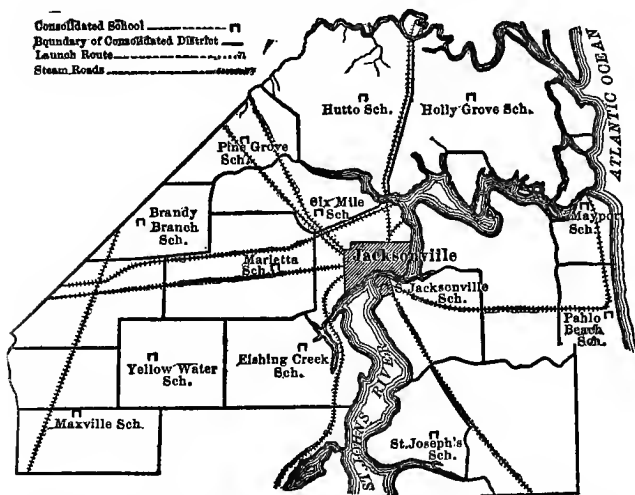 Consolidated School
Boundary of Consolidated District
Launch Route
Steam Roads
ATLANTIC OCEAN
Hutto Sch.
Holly Grove Sch.
Pine Grove
Sch.
Six Mile
Sch.
Brandy
Branch
Sch.
Mayport
Sch.
Marietta
Sch.
Jacksonville
S. Jacksonville
Sch.
Pablo
Beach
Sch.
Yellow Water
Sch.
Fishing Creek
Sch.
ST. JOHNS RIVER
Maxville Sch.
St. Joseph's
Sch.